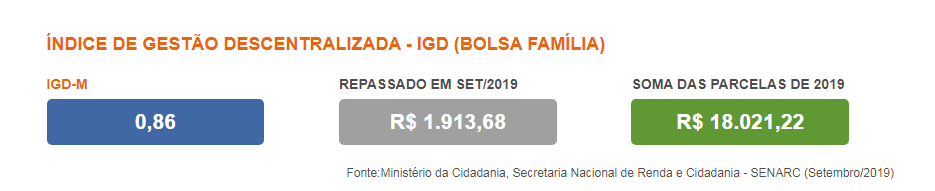 ÍNDICE DE GESTÃO DESCENTRALIZADA - IGD (BOLSA FAMÍLIA)
IGD-M
0,86
REPASSADO EM SET/2019
R$ 1.913,68
SOMA DAS PARCELAS DE 2019
R$ 18.021,22
Fonte:Ministério da Cidadania, Secretaria Nacional de Renda e Cidadania - SENARC (Setembro/2019)